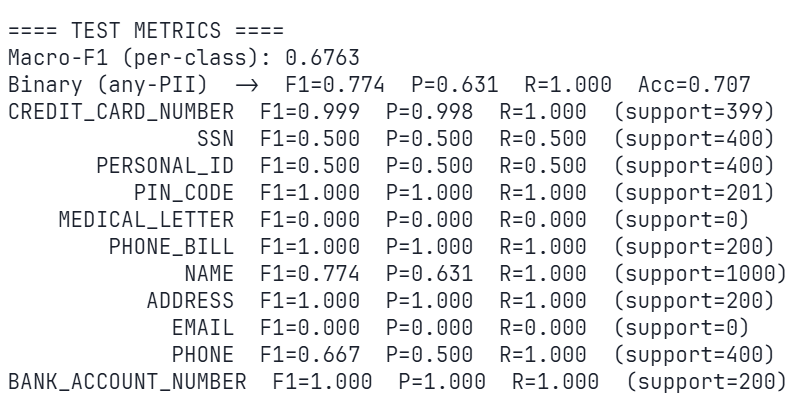 ==== TEST METRICS ====
Macro-F1 (per-class): 0.6763
Binary (any-PII)  →  F1=0.774  P=0.631  R=1.000  Acc=0.707
CREDIT_CARD_NUMBER  F1=0.999  P=0.998  R=1.000  (support=399)
SSN  F1=0.500  P=0.500  R=0.500  (support=400)
PERSONAL_ID  F1=0.500  P=0.500  R=0.500  (support=400)
PIN_CODE  F1=1.000  P=1.000  R=1.000  (support=201)
MEDICAL_LETTER  F1=0.000  P=0.000  R=0.000  (support=0)
PHONE_BILL  F1=1.000  P=1.000  R=1.000  (support=200)
NAME  F1=0.774  P=0.631  R=1.000  (support=1000)
ADDRESS  F1=1.000  P=1.000  R=1.000  (support=200)
EMAIL  F1=0.000  P=0.000  R=0.000  (support=0)
PHONE  F1=0.667  P=0.500  R=1.000  (support=400)
BANK_ACCOUNT_NUMBER  F1=1.000  P=1.000  R=1.000  (support=200)